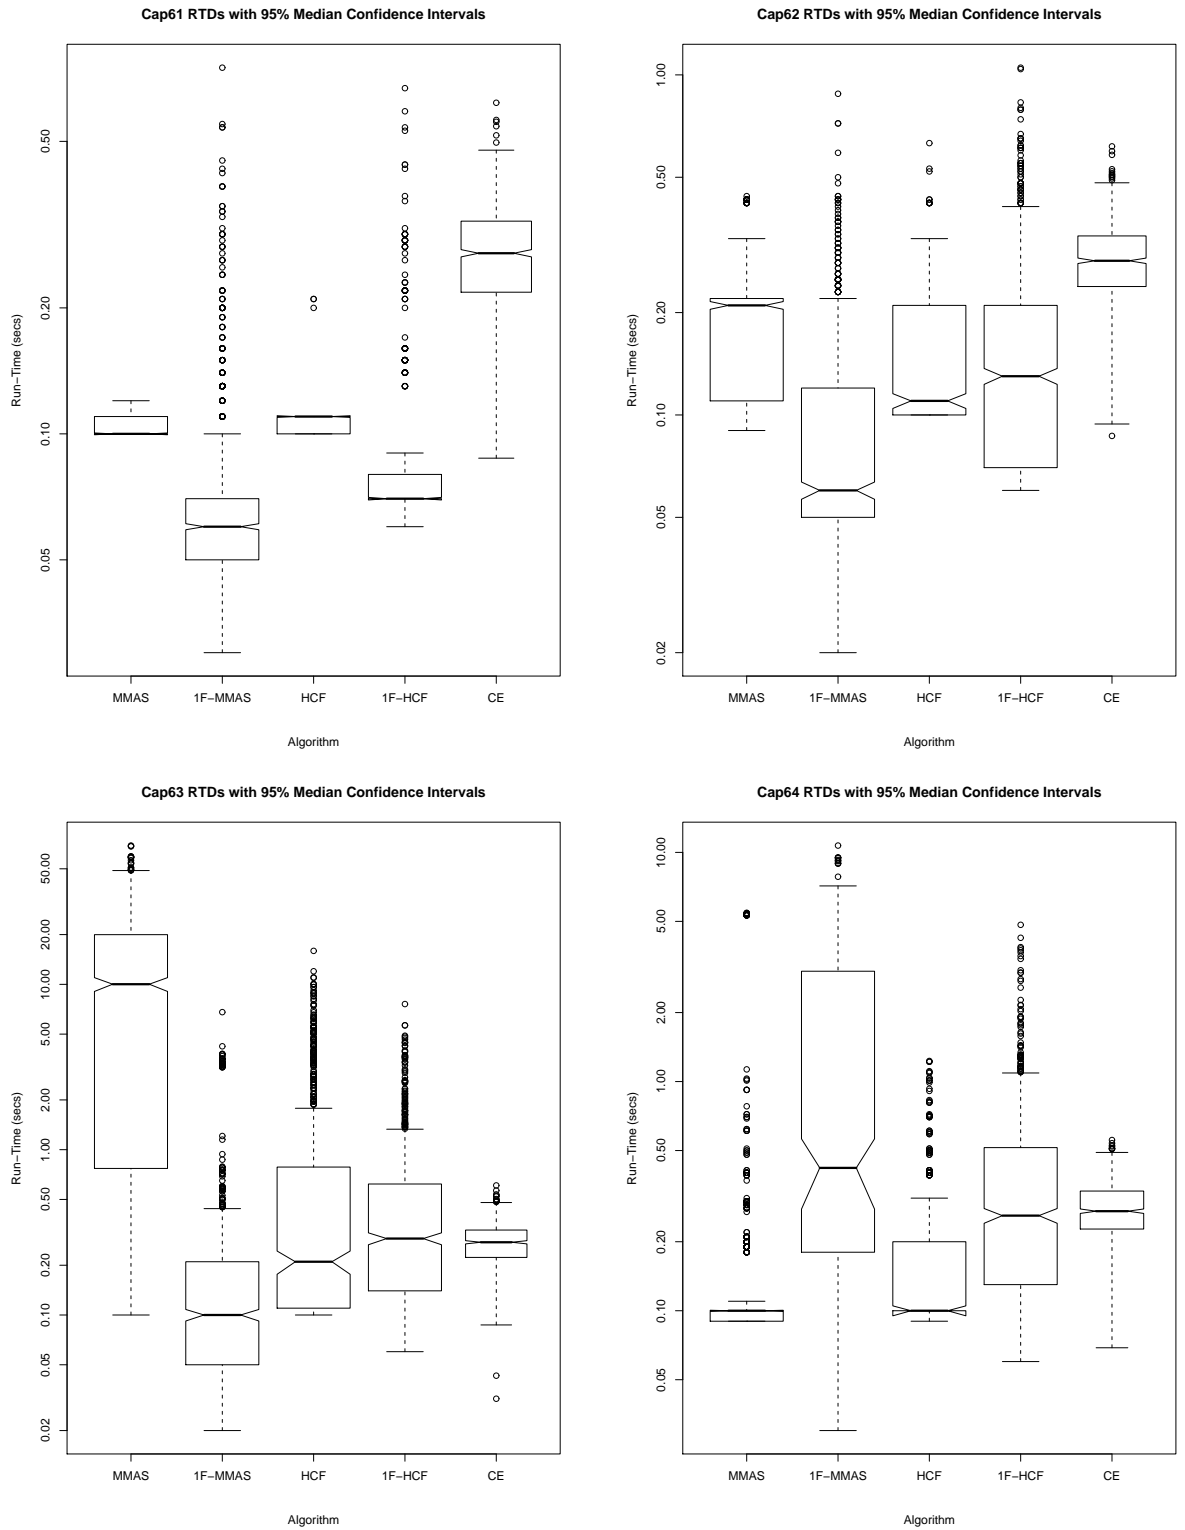 Cap61 RTDs with 95% Median Confidence Intervals
Run−Time (secs)
0.50
0.20
0.10
0.05
MMAS 1F−MMAS HCF 1F−HCF CE
Algorithm
Cap62 RTDs with 95% Median Confidence Intervals
Run−Time (secs)
1.00
0.50
0.20
0.10
0.05
0.02
MMAS 1F−MMAS HCF 1F−HCF CE
Algorithm
Cap63 RTDs with 95% Median Confidence Intervals
Run−Time (secs)
50.00
20.00
10.00
5.00
2.00
1.00
0.50
0.20
0.10
0.05
0.02
MMAS 1F−MMAS HCF 1F−HCF CE
Algorithm
Cap64 RTDs with 95% Median Confidence Intervals
Run−Time (secs)
10.00
5.00
2.00
1.00
0.50
0.20
0.10
0.05
MMAS 1F−MMAS HCF 1F−HCF CE
Algorithm